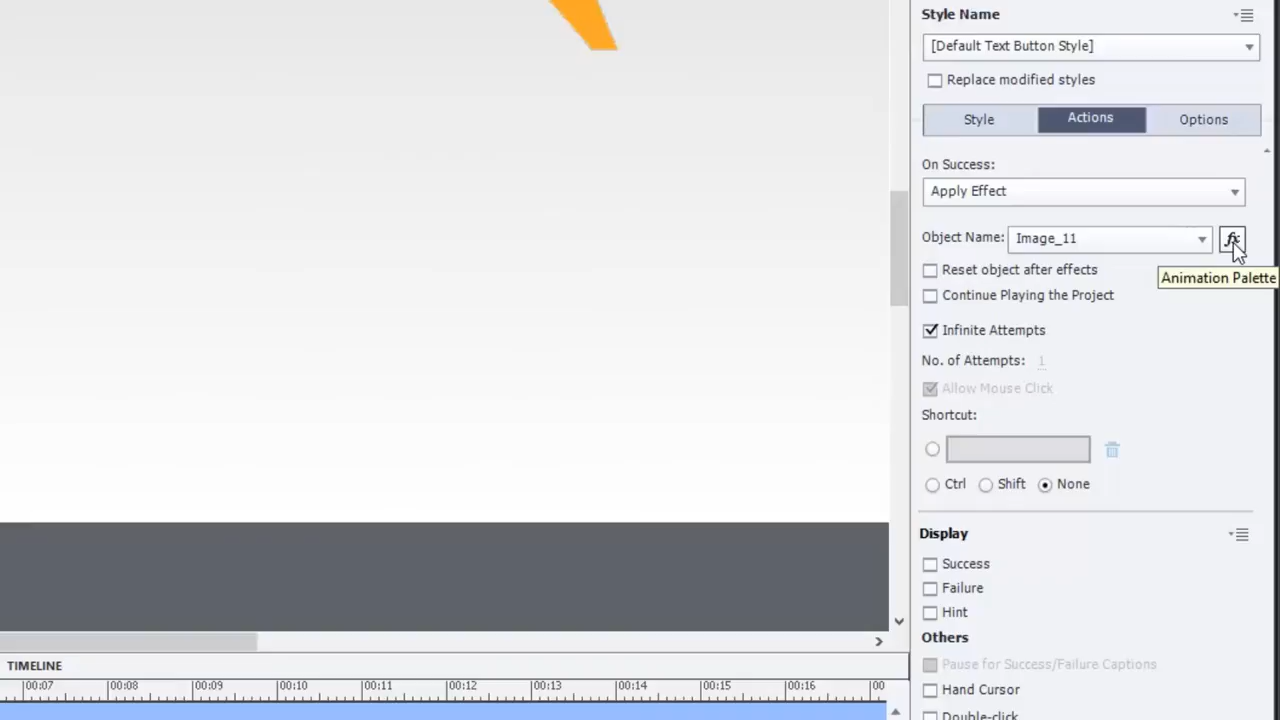 Style Name
[Default Text Button Style]
Replace modified styles
Style Actions Options
On Success:
Apply Effect
Object Name: Image_11 fx
Reset object after effects
Animation Palette
Continue Playing the Project
Infinite Attempts
No. of Attempts: 1
Allow Mouse Click
Shortcut:
Ctrl Shift None
Display
Success
Failure
Hint
Others
Pause for Success/Failure Captions
Hand Cursor
Double-click
TIMELINE
00:07 00:08 00:09 00:10 00:11 00:12 00:13 00:14 00:15 00:16 00